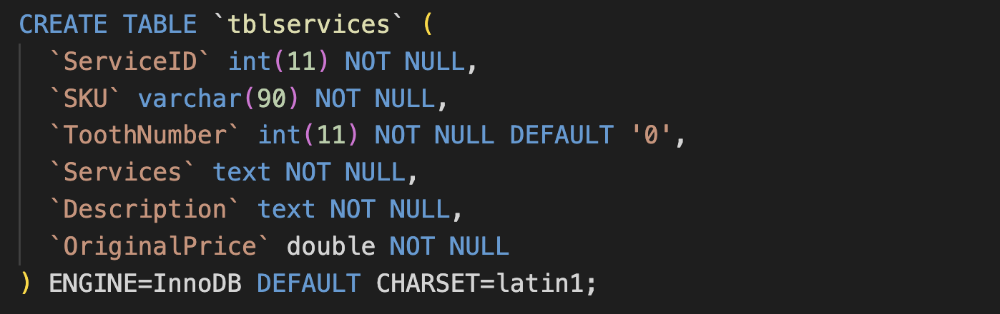 CREATE TABLE `tblservices` (
  `ServiceID` int(11) NOT NULL,
  `SKU` varchar(90) NOT NULL,
  `ToothNumber` int(11) NOT NULL DEFAULT '0',
  `Services` text NOT NULL,
  `Description` text NOT NULL,
  `OriginalPrice` double NOT NULL
) ENGINE=InnoDB DEFAULT CHARSET=latin1;